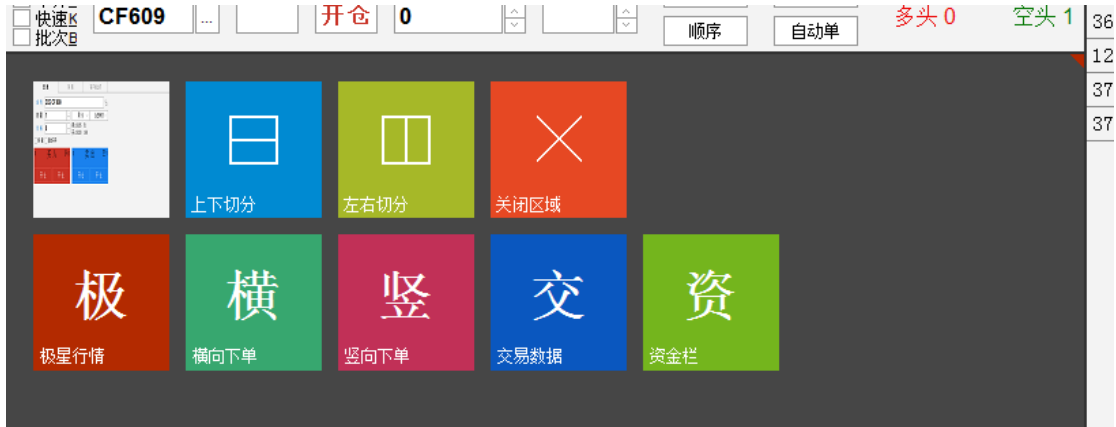 快速K CF609 ... 开仓 0 顺序 自动单 多头 0 空头 1 36
批次B
12
37
37
上下切分 左右切分 关闭区域
极 横 竖 交 资
极星行情 横向下单 竖向下单 交易数据 资金栏